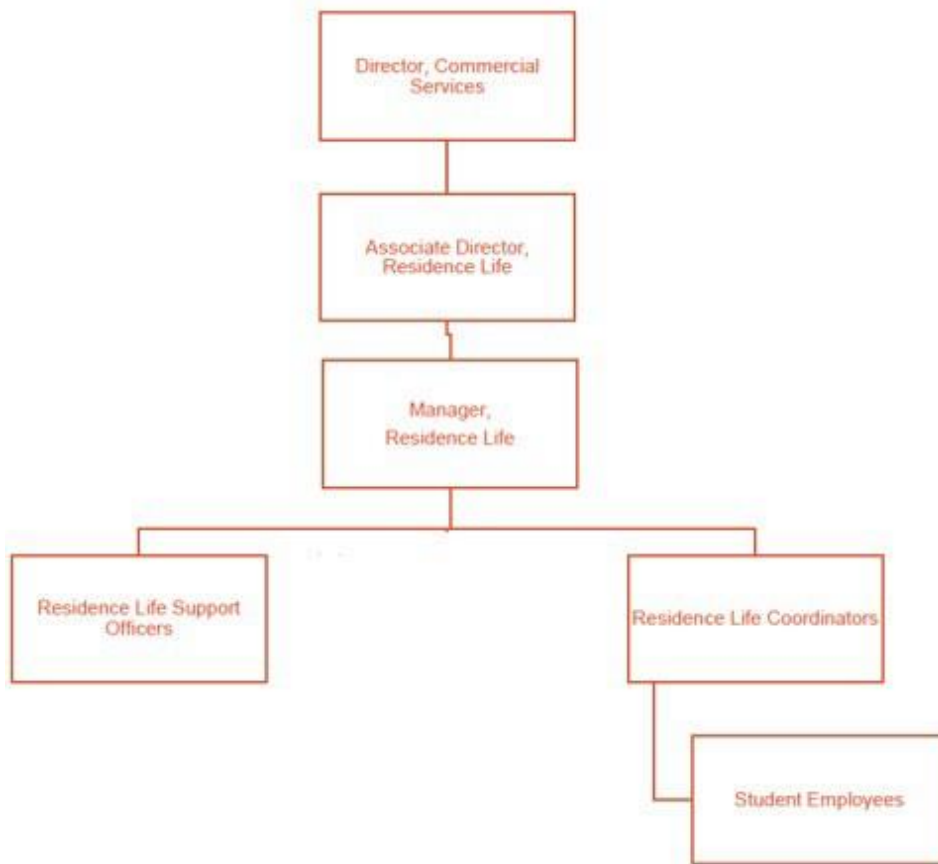 Director, Commercial
Services
Associate Director,
Residence Life
Manager,
Residence Life
Residence Life Support
Officers
Residence Life Coordinators
Student Employees